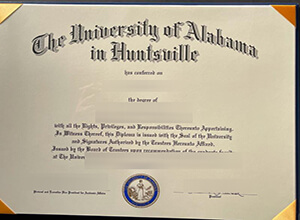 The University of Alabama
in Huntsville
has conferred on
the degree of
with all the Rights, Privileges, and Responsibilities Thereunto Appertaining.
In Witness Thereof, this Diploma is issued with the Seal of the University
and Signatures Authorized by the Trustees Hereunto Affixed.
Issued by the Board of Trustees upon recommendation of the
at The